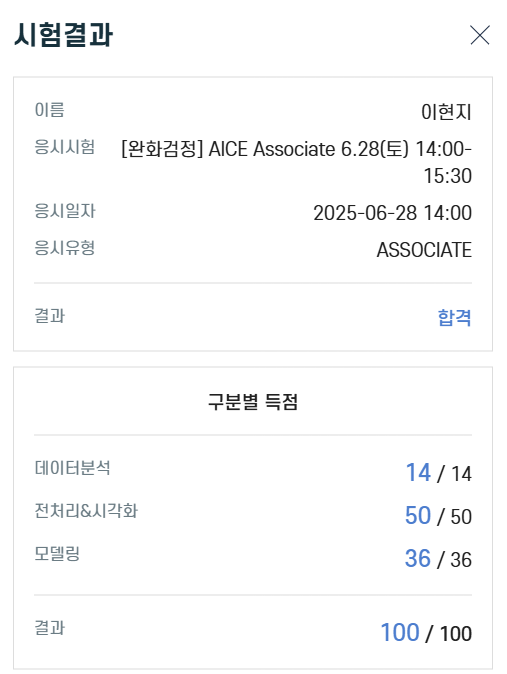 시험결과
이름 이현지
응시시험 [완화검정] AICE Associate 6.28(토) 14:00-
15:30
응시일자 2025-06-28 14:00
응시유형 ASSOCIATE
결과 합격
구분별 득점
데이터분석 14 / 14
전처리&시각화 50 / 50
모델링 36 / 36
결과 100 / 100